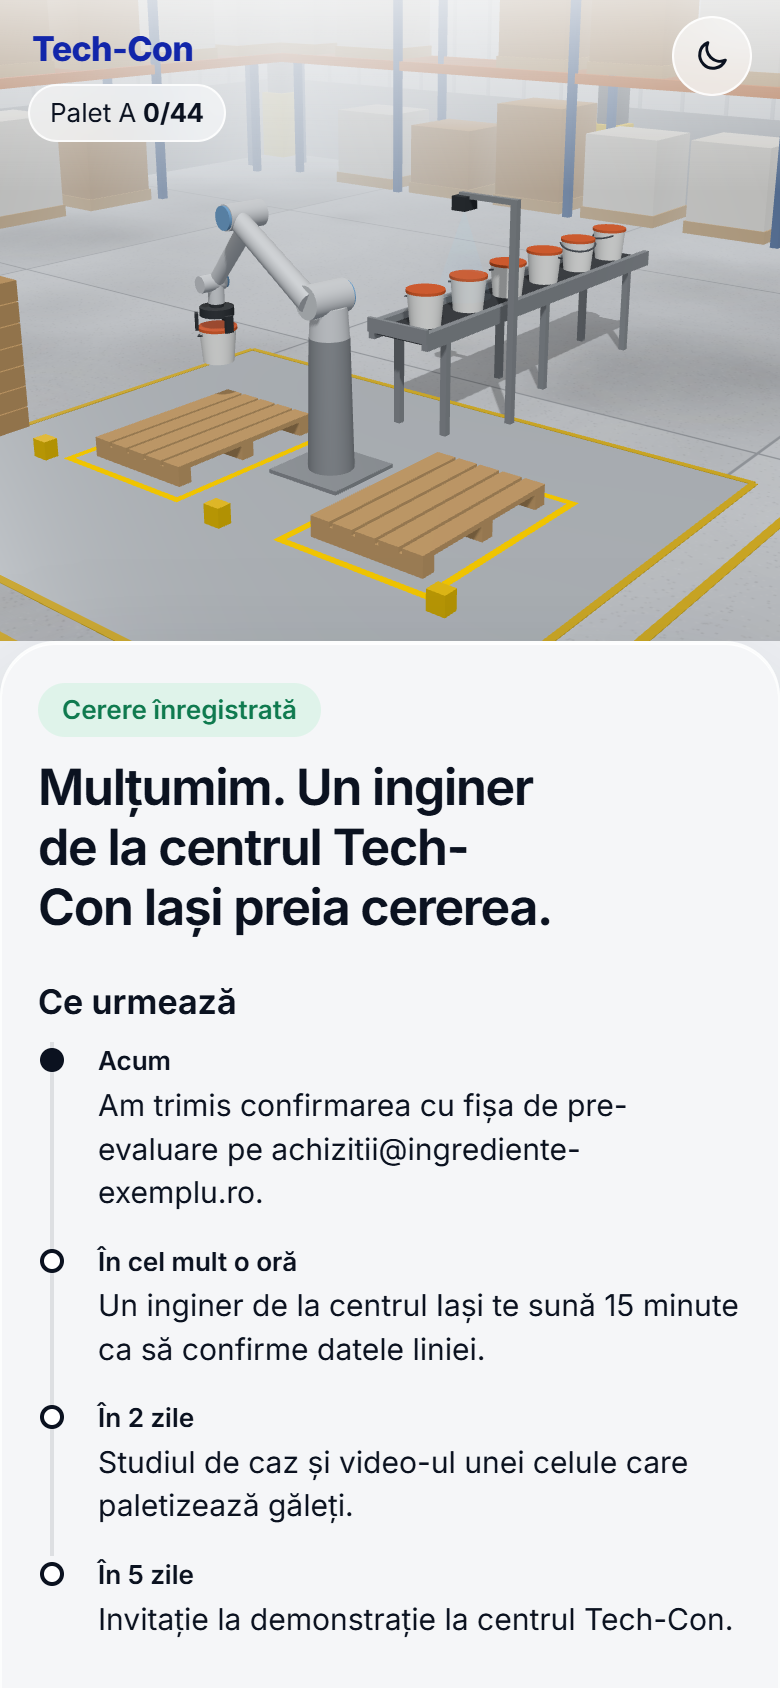 Tech-Con
Palet A 0/44
Cerere înregistrată
Mulțumim. Un inginer
de la centrul Tech-
Con Iași preia cererea.
Ce urmează
Acum
Am trimis confirmarea cu fișa de pre-
evaluare pe achizitii@ingrediente-
exemplu.ro.
În cel mult o oră
Un inginer de la centrul Iași te sună 15 minute
ca să confirme datele liniei.
În 2 zile
Studiul de caz și video-ul unei celule care
paletizează găleți.
În 5 zile
Invitație la demonstrație la centrul Tech-Con.